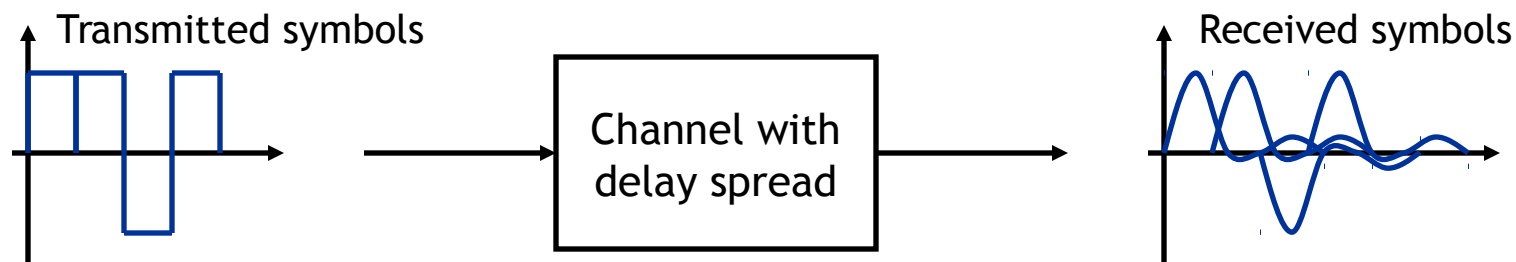 Transmitted symbols
Channel with
delay spread
Received symbols